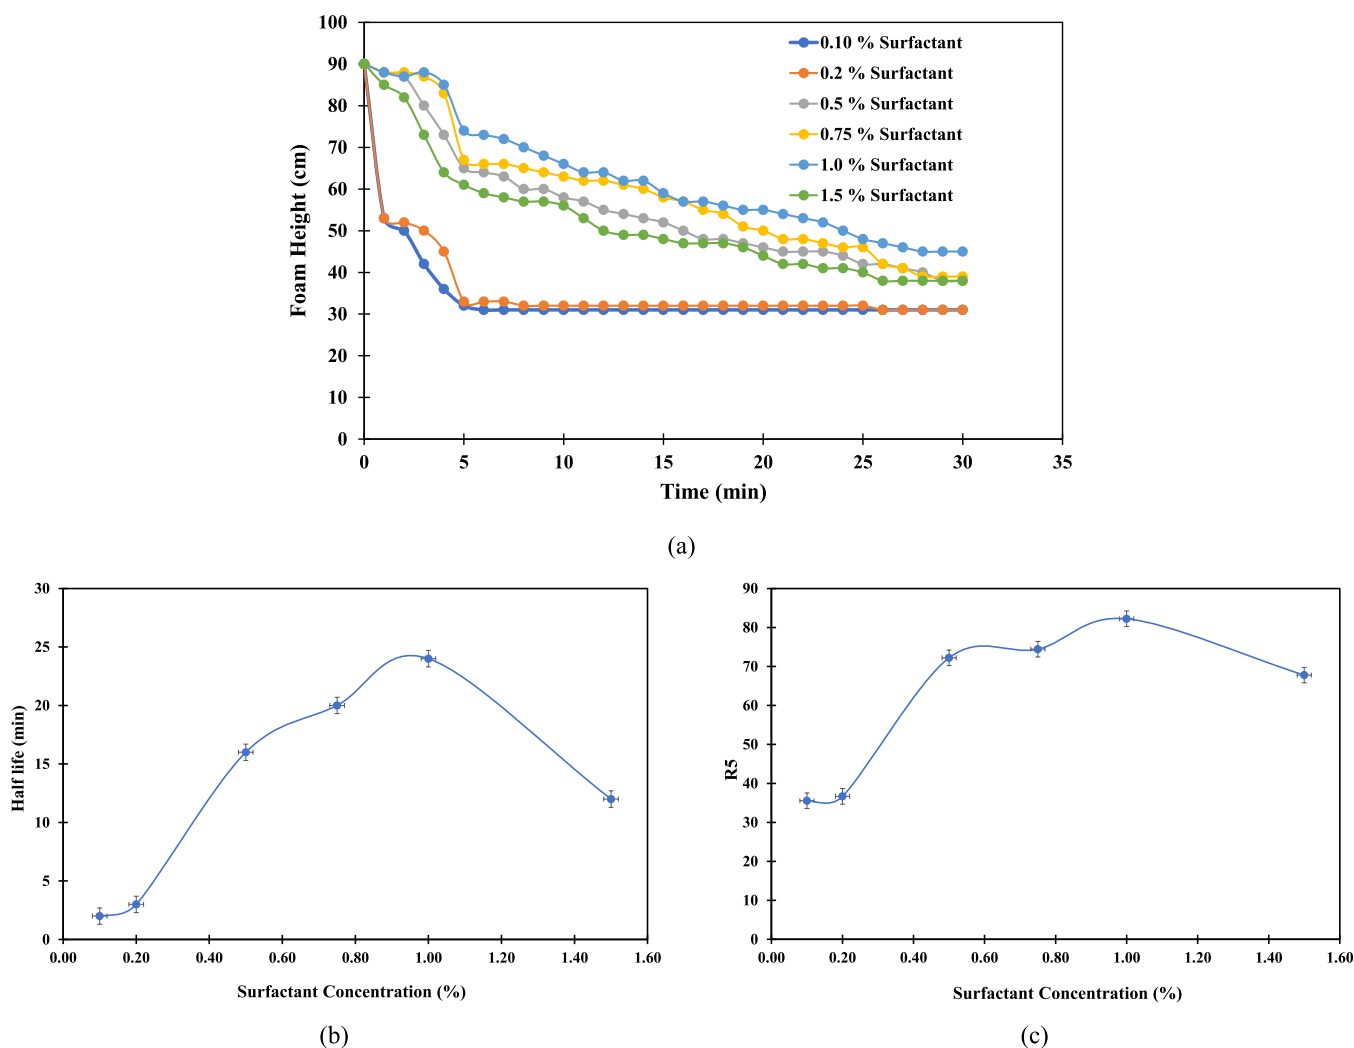 100
90
80
70
60
50
40
30
20
10
0
Foam Height (cm)
0.10 % Surfactant
0.2 % Surfactant
0.5 % Surfactant
0.75 % Surfactant
1.0 % Surfactant
1.5 % Surfactant
0 5 10 15 20 25 30 35
Time (min)
(a)
30
25
20
15
10
5
0
Half life (min)
0.00 0.20 0.40 0.60 0.80 1.00 1.20 1.40 1.60
Surfactant Concentration (%)
(b)
90
80
70
60
50
40
30
20
10
0
R5
0.00 0.20 0.40 0.60 0.80 1.00 1.20 1.40 1.60
Surfactant Concentration (%)
(c)